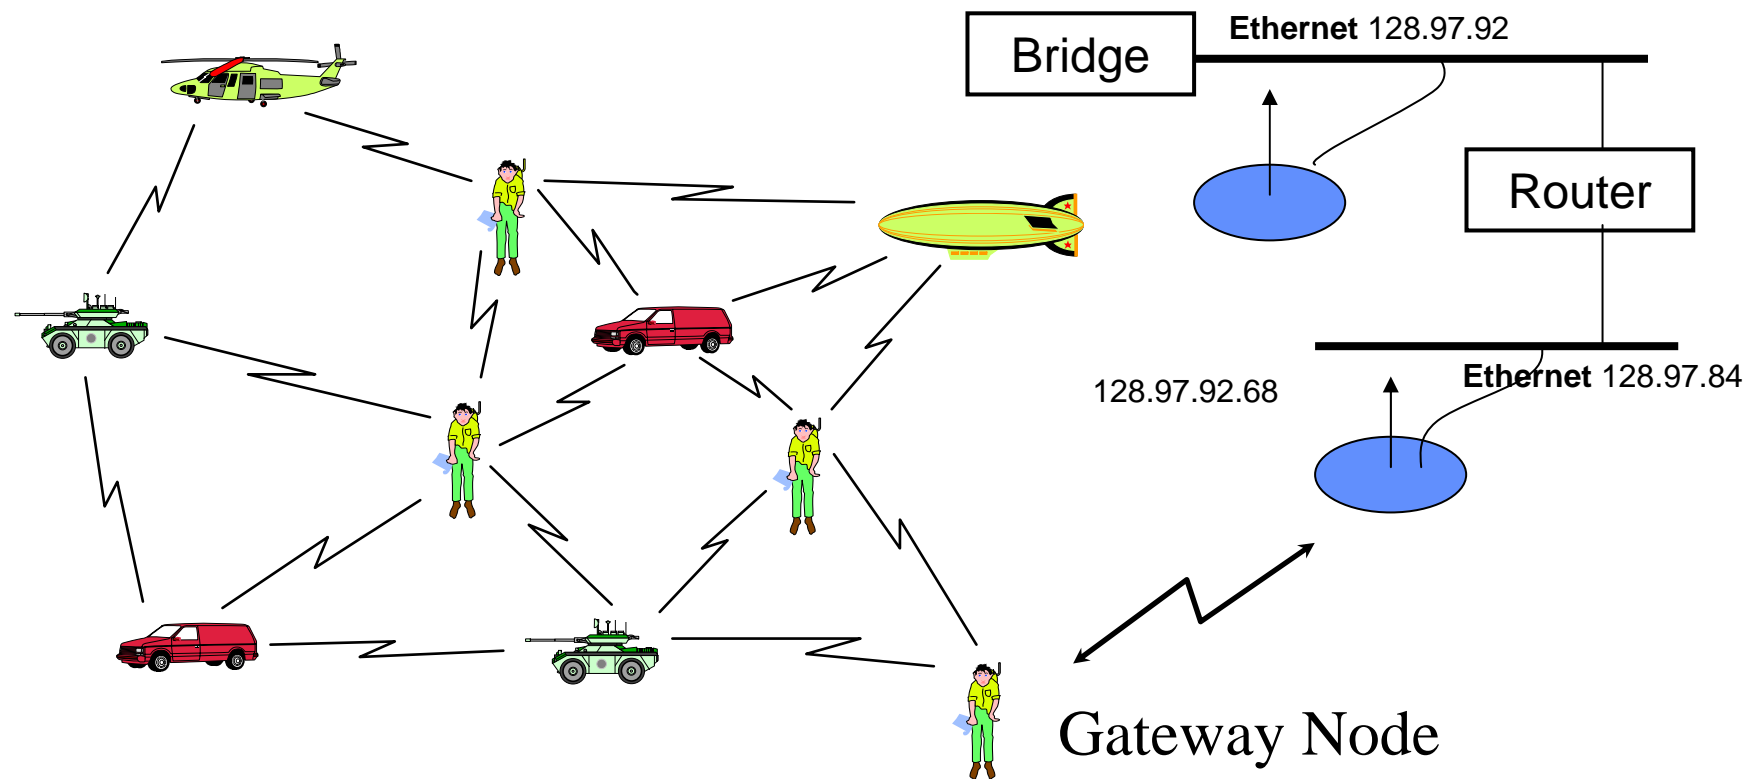 Ethernet 128.97.92
Bridge
Router
Ethernet 128.97.84
128.97.92.68
Gateway Node